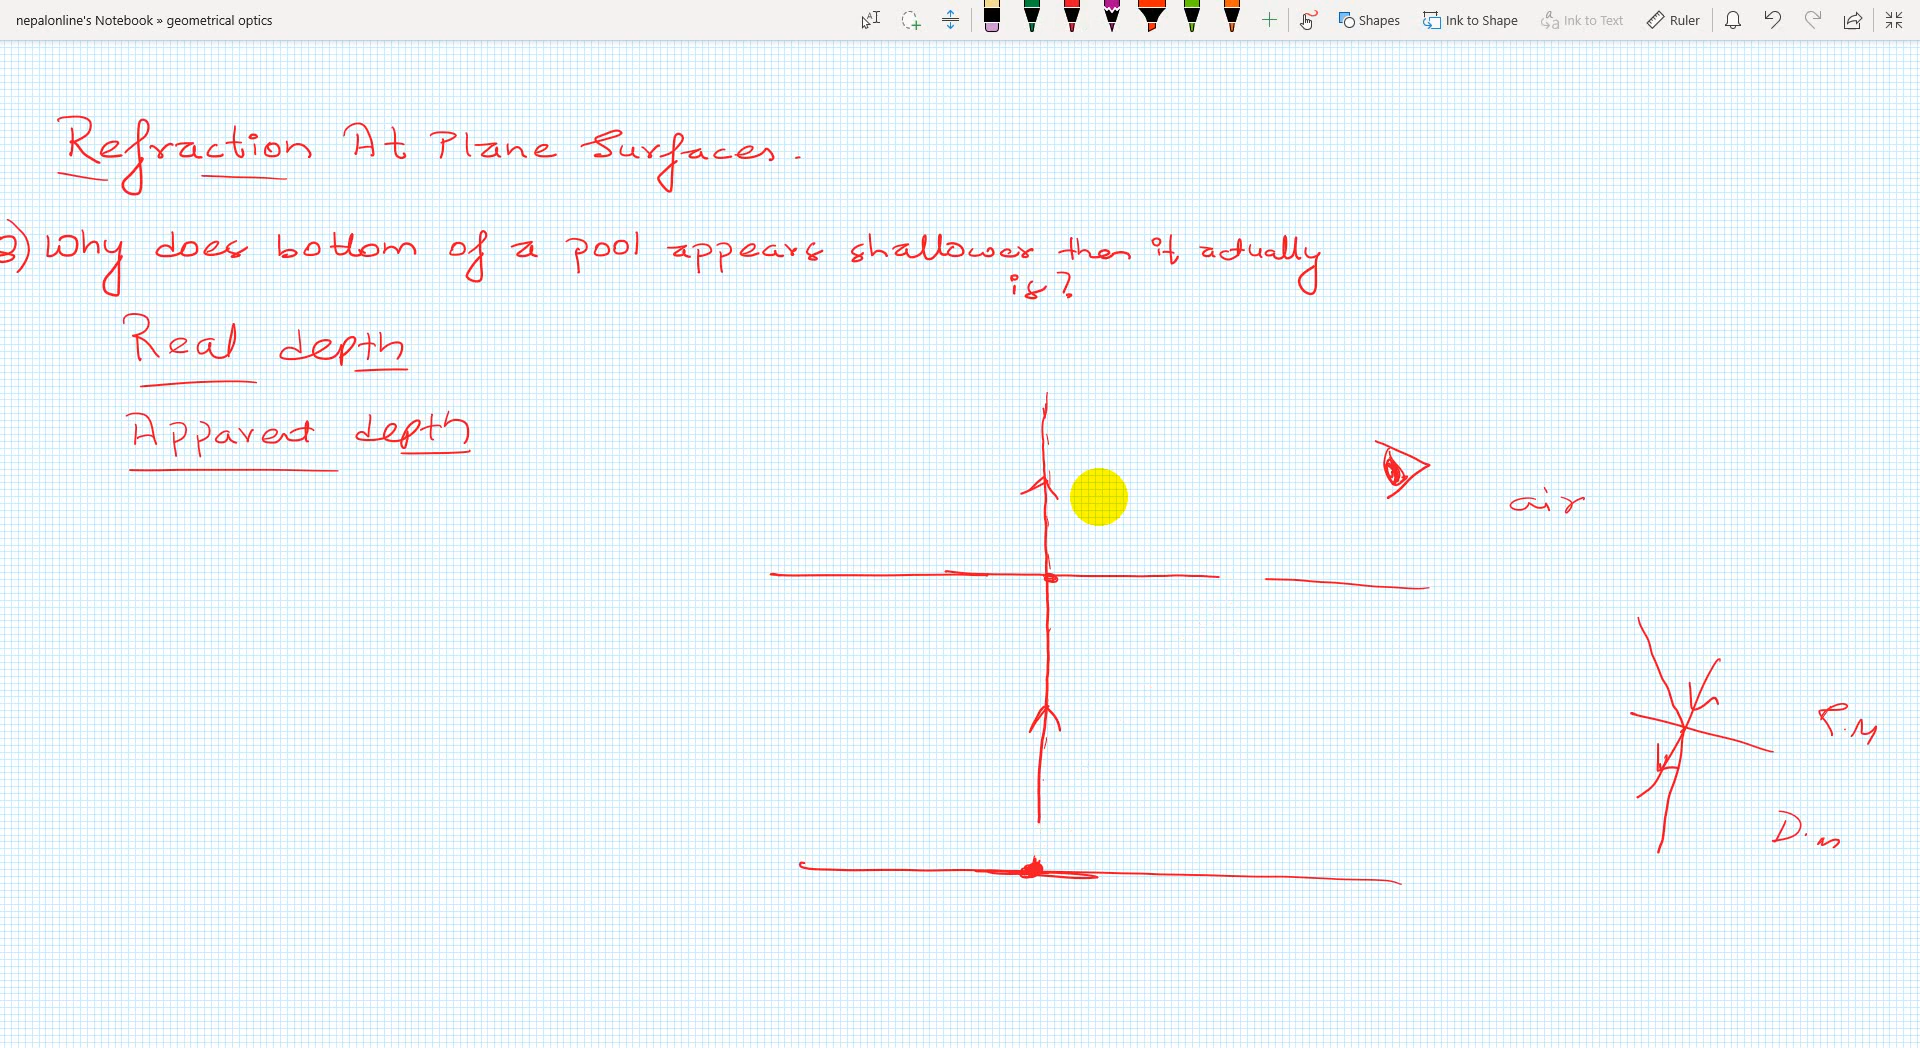 nepalonline's Notebook » geometrical optics
Shapes
Ink to Shape
Ink to Text
Ruler
Refraction At Plane Surfaces.
Why does bottom of a pool appears shallower then it actually
is?
Real depth
Apparent depth
air
R.M
D.m